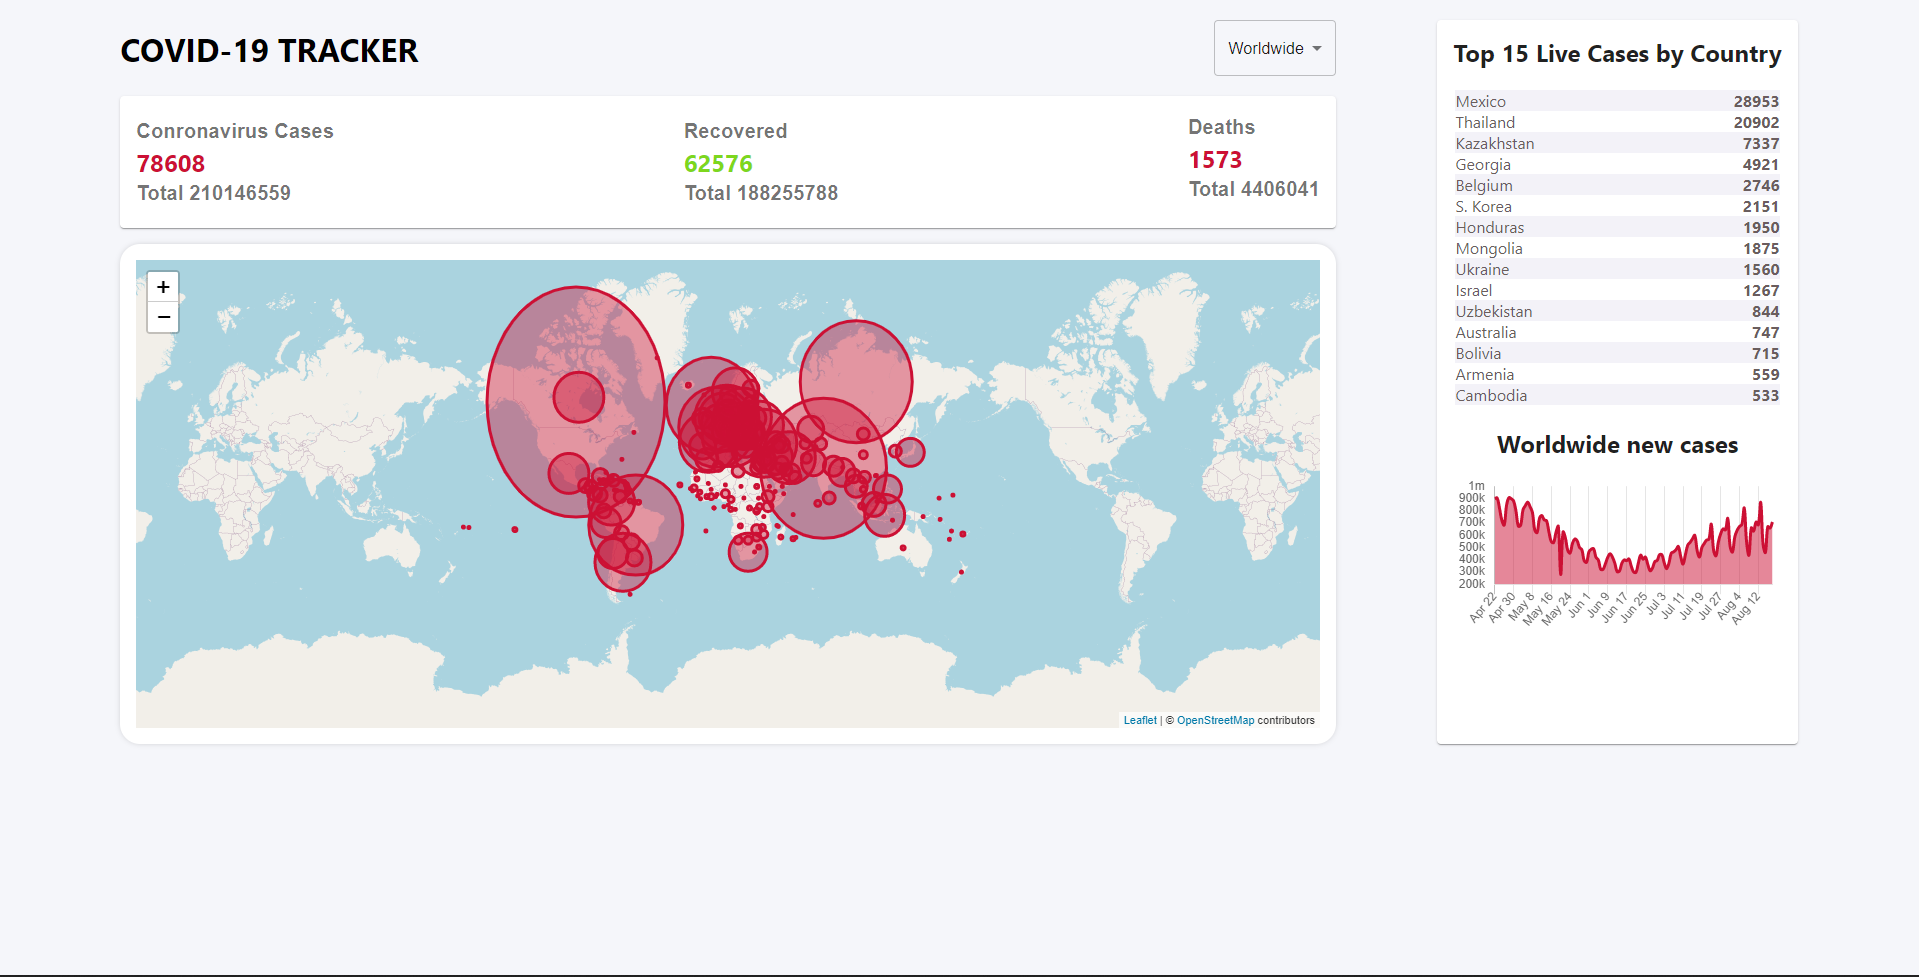 COVID-19 TRACKER
Worldwide
Conronavirus Cases
78608
Total 210146559
Recovered
62576
Total 188255788
Deaths
1573
Total 4406041
+
−
Leaflet | © OpenStreetMap contributors
Top 15 Live Cases by Country
Mexico 28953
Thailand 20902
Kazakhstan 7337
Georgia 4921
Belgium 2746
S. Korea 2151
Honduras 1950
Mongolia 1875
Ukraine 1560
Israel 1267
Uzbekistan 844
Australia 747
Bolivia 715
Armenia 559
Cambodia 533
Worldwide new cases
1m
900k
800k
700k
600k
500k
400k
300k
200k
Apr 22
Apr 30
May 8
May 16
May 24
Jun 1
Jun 9
Jun 17
Jun 25
Jul 3
Jul 11
Jul 19
Jul 27
Aug 4
Aug 12